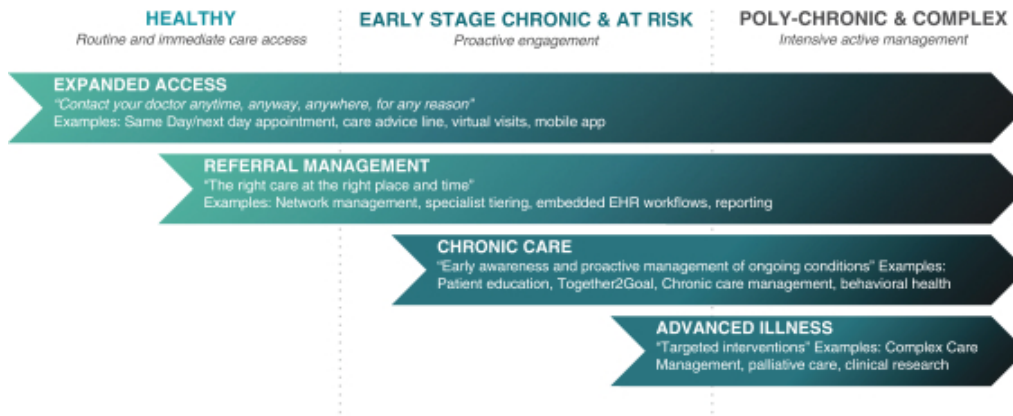 HEALTHY
Routine and immediate care access
EARLY STAGE CHRONIC & AT RISK
Proactive engagement
POLY-CHRONIC & COMPLEX
Intensive active management
EXPANDED ACCESS
"Contact your doctor anytime, anyway, anywhere, for any reason"
Examples: Same Day/next day appointment, care advice line, virtual visits, mobile app
REFERRAL MANAGEMENT
"The right care at the right place and time"
Examples: Network management, specialist tiering, embedded EHR workflows, reporting
CHRONIC CARE
"Early awareness and proactive management of ongoing conditions" Examples:
Patient education, Together2Goal, Chronic care management, behavioral health
ADVANCED ILLNESS
"Targeted interventions" Examples: Complex Care
Management, palliative care, clinical research